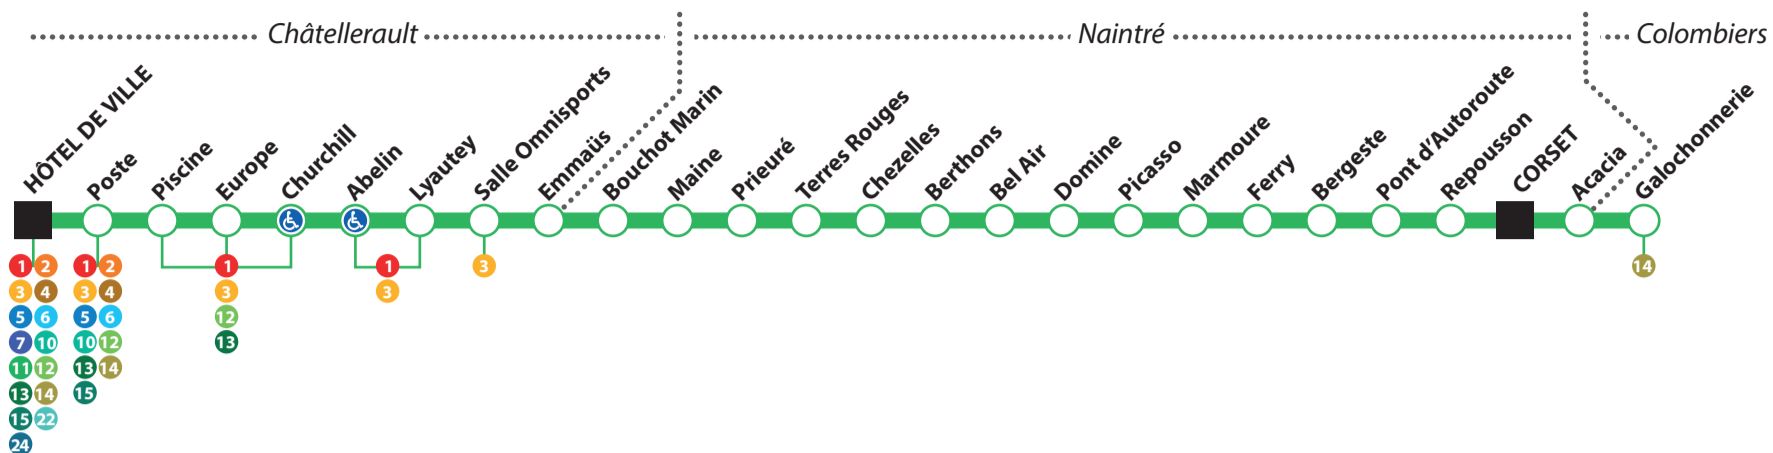 Châtellerault
Naintré
Colombiers
HÔTEL DE VILLE
Poste
Piscine
Europe
Churchill
Abelin
Lyautey
Salle Omnisports
Emmaüs
Bouchot Marin
Maine
Prieuré
Terres Rouges
Chezelles
Berthons
Bel Air
Domine
Picasso
Marmoure
Ferry
Bergeste
Pont d'Autoroute
Repousson
CORSET
Acacia
Galochonnerie
1 2
3 4
5 6
7 10
11 12
13 14
15 22
24
1 2
3 4
5 6
10 12
13 14
15
1
3
12
13
1
3
3
14